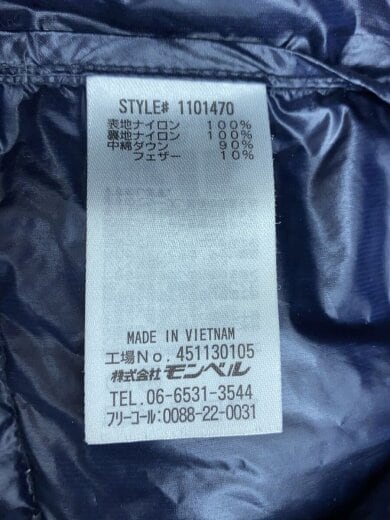 STYLE# 1101470
表地ナイロン 100%
裏地ナイロン 100%
中綿ダウン 90%
フェザー 10%
MADE IN VIETNAM
工場No. 451130105
株式会社 モンベル
TEL.06-6531-3544
フリーコール:0088-22-0031